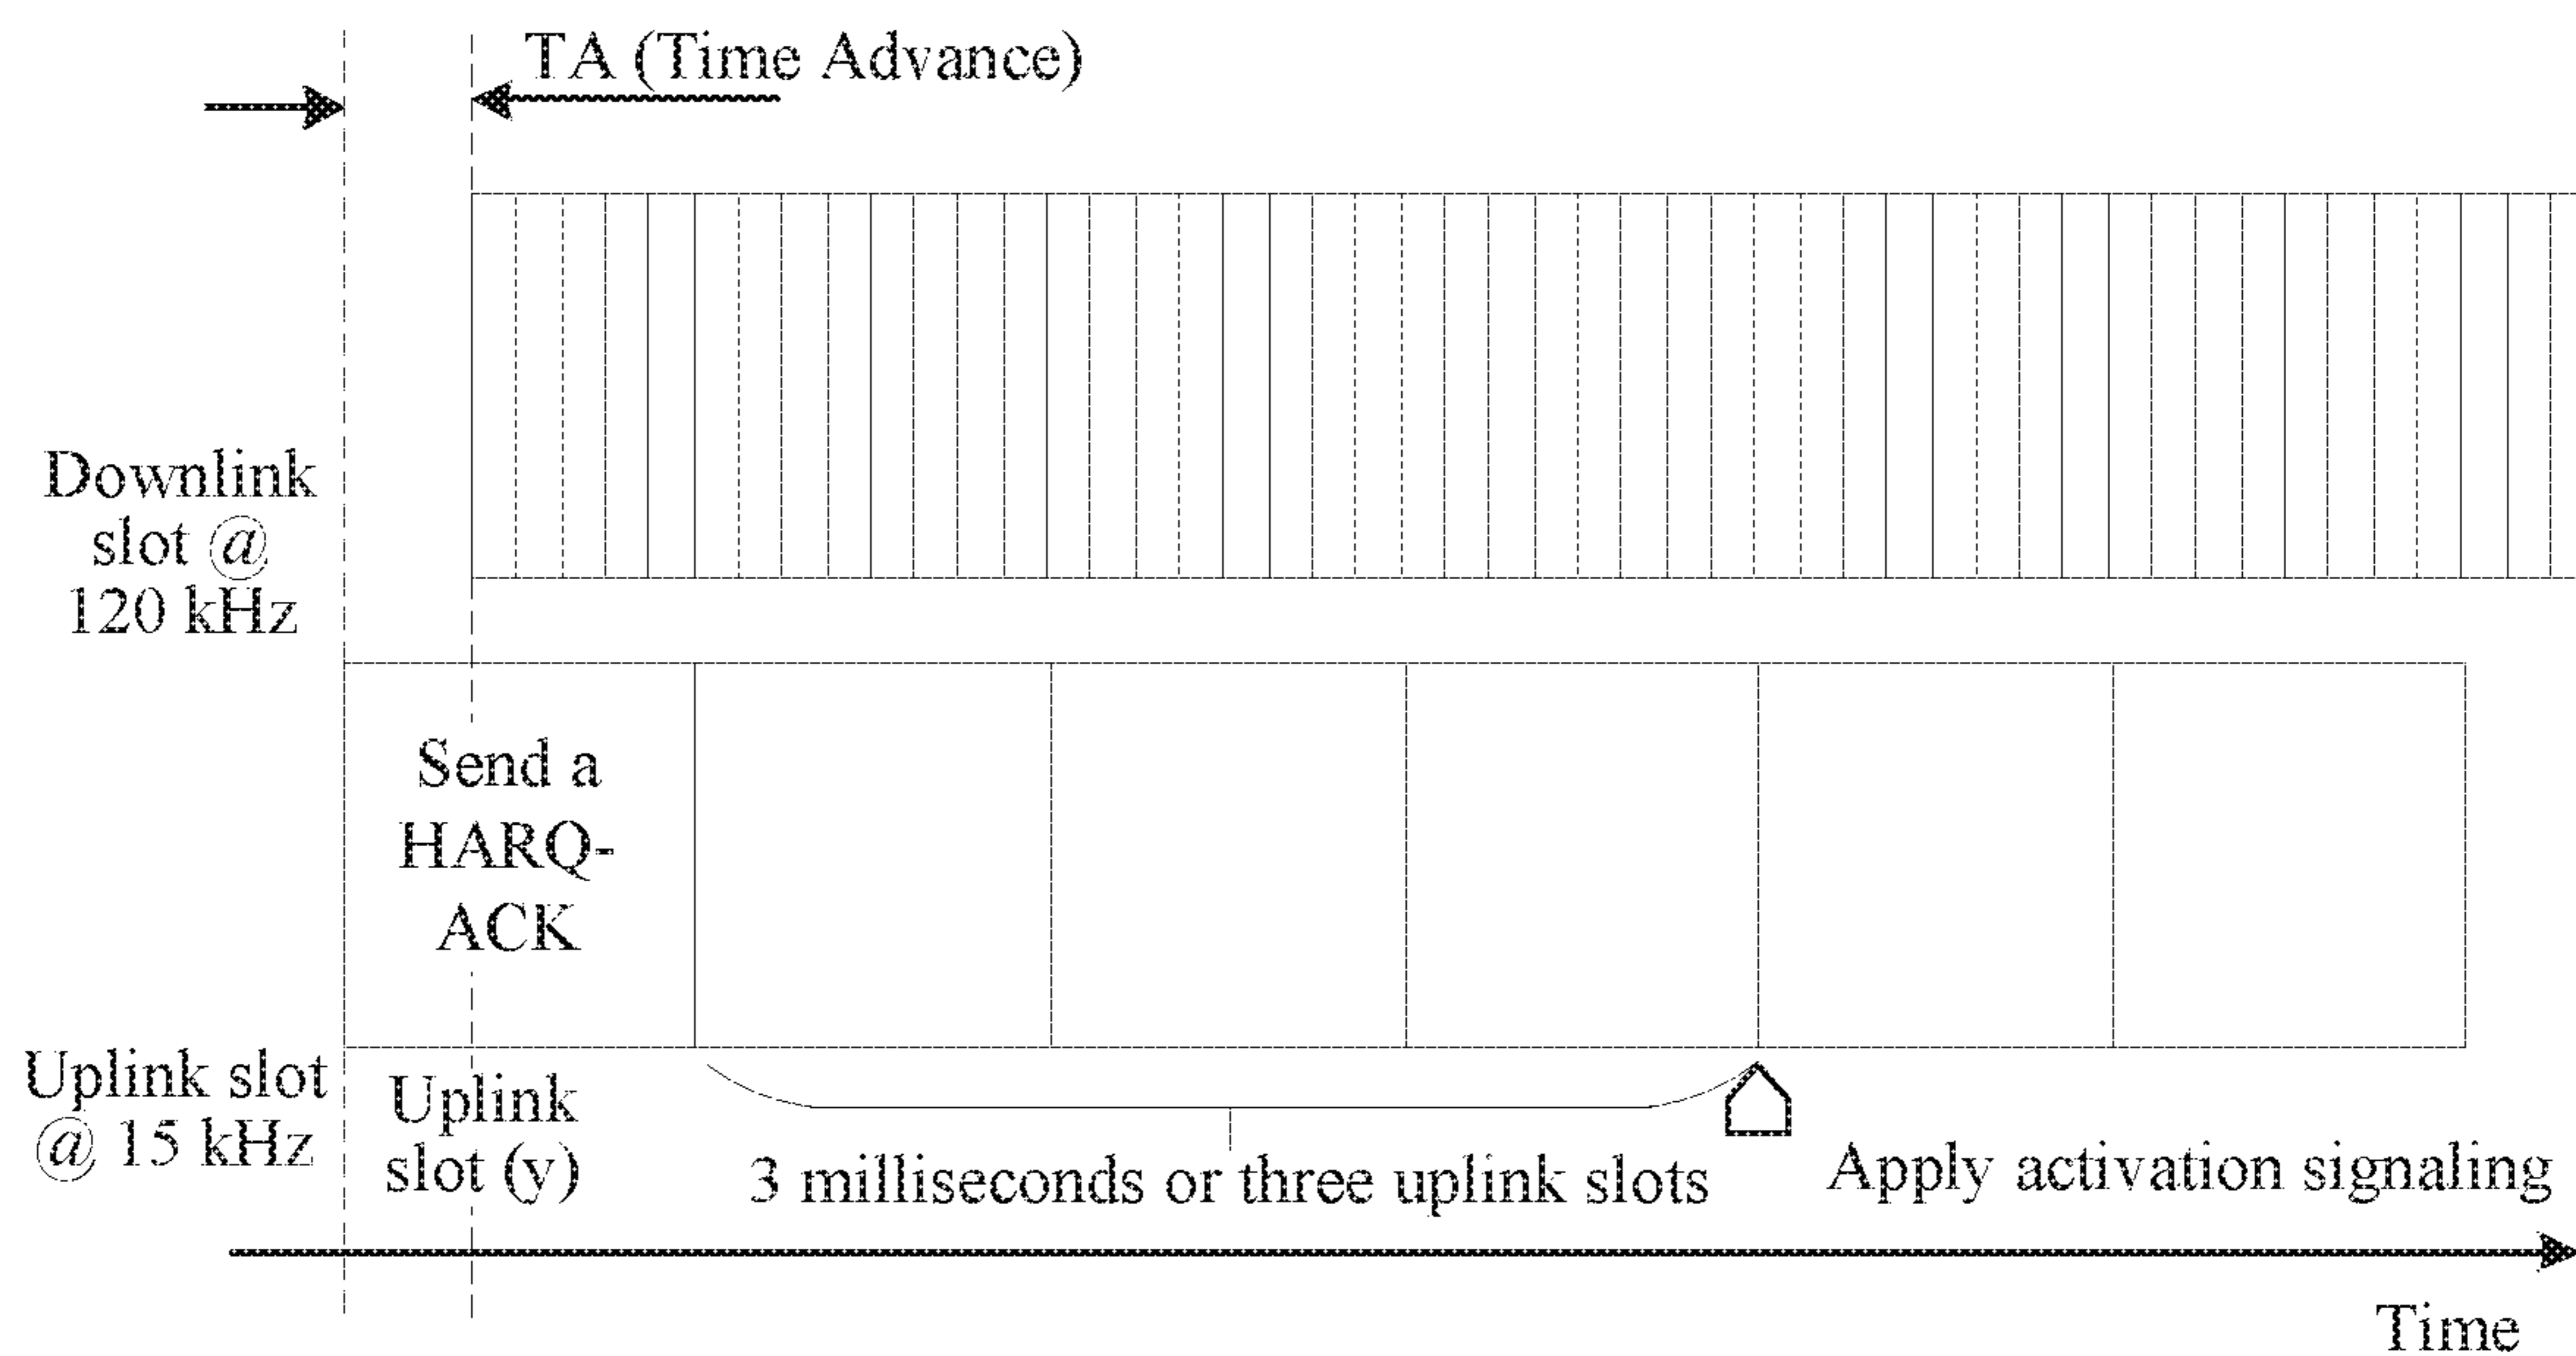 TA (Time Advance)
Downlink
slot @
120 kHz
Send a
HARQ-
ACK
Uplink slot
@ 15 kHz
Uplink
slot (y)
3 milliseconds or three uplink slots
Apply activation signaling
Time